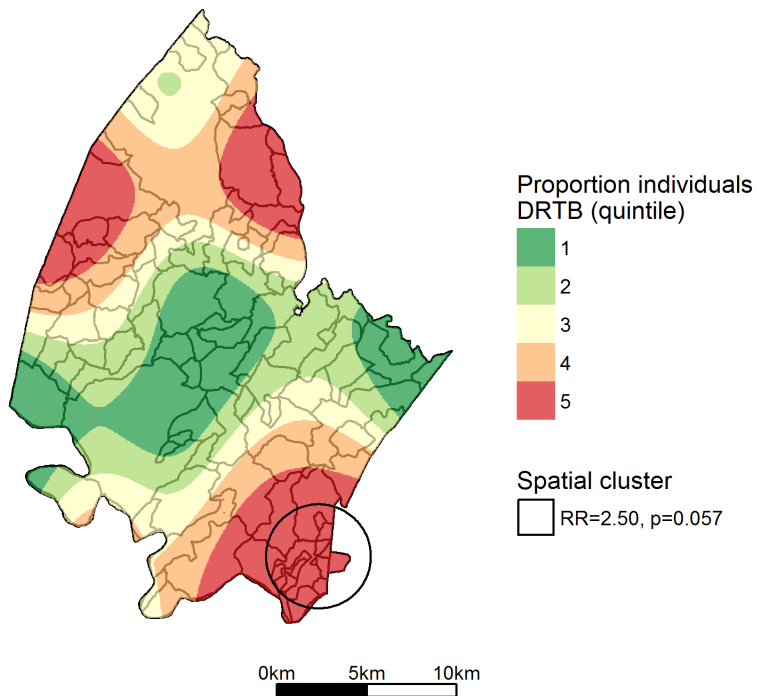 Proportion individuals
DRTB (quintile)
1
2
3
4
5
Spatial cluster
RR=2.50, p=0.057
0km 5km 10km